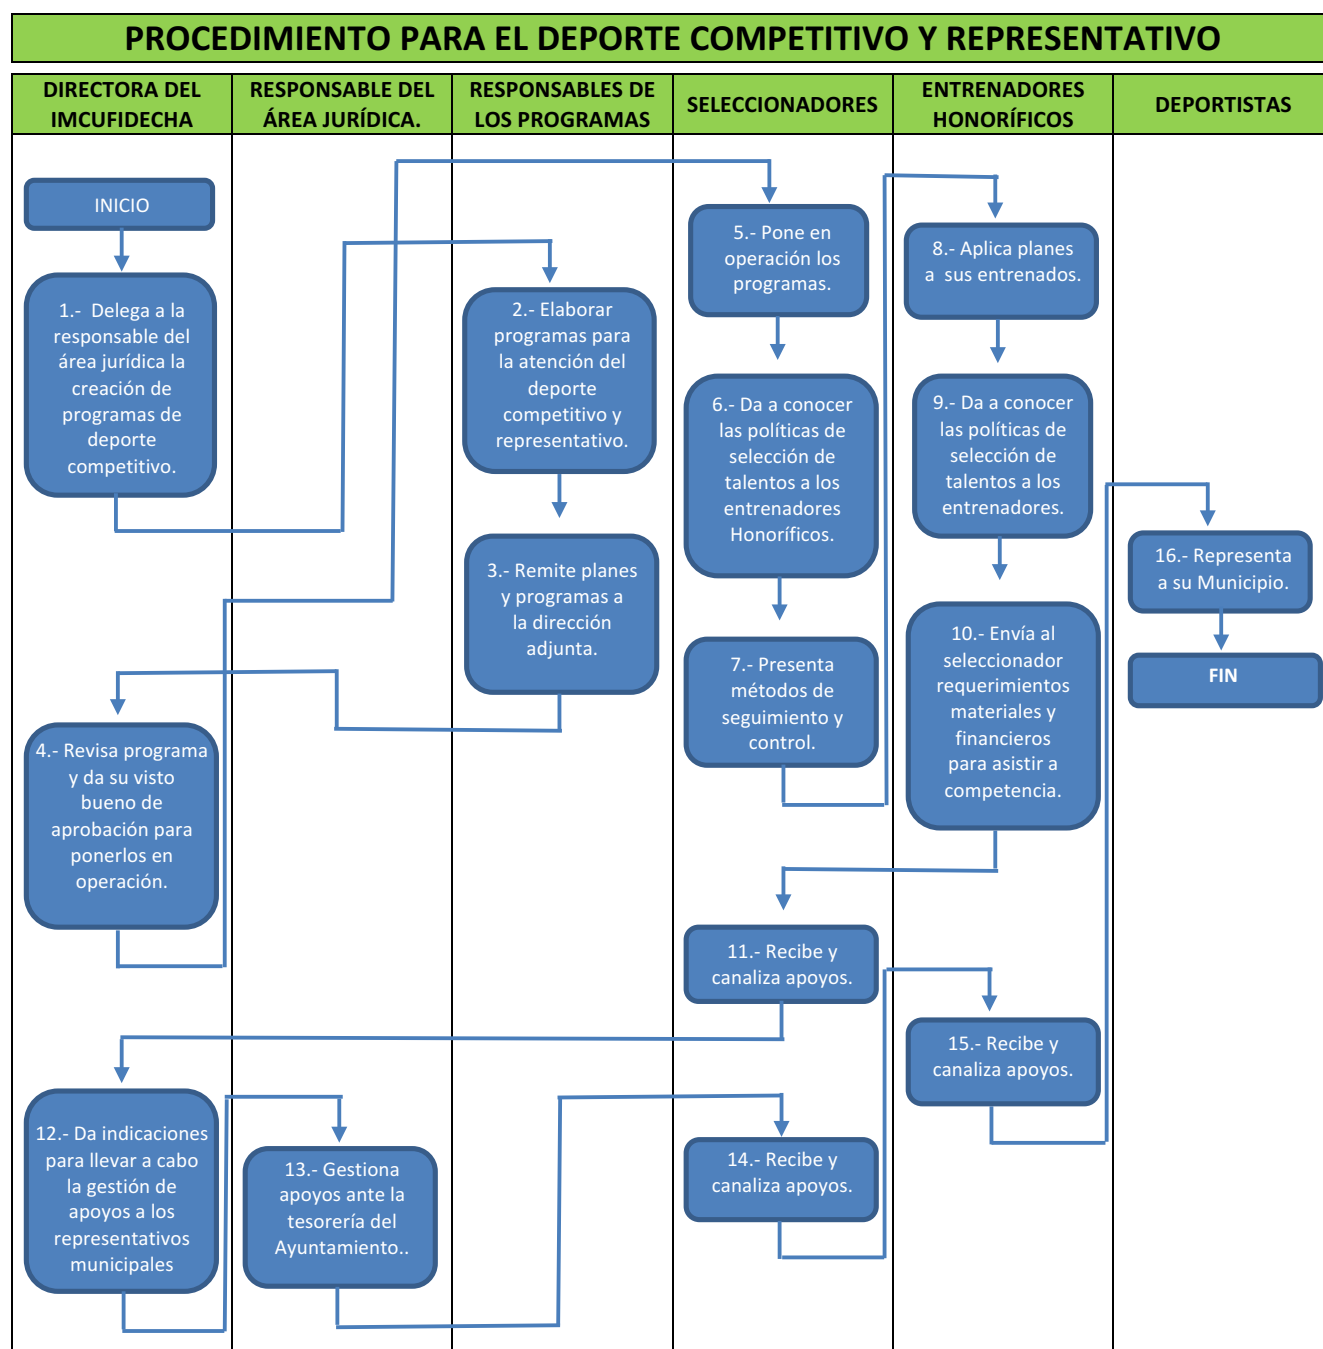 PROCEDIMIENTO PARA EL DEPORTE COMPETITIVO Y REPRESENTATIVO
DIRECTORA DEL
IMCUFIDECHA
RESPONSABLE DEL
ÁREA JURÍDICA.
RESPONSABLES DE
LOS PROGRAMAS
SELECCIONADORES
ENTRENADORES
HONORÍFICOS
DEPORTISTAS
INICIO
1.- Delega a la
responsable del
área jurídica la
creación de
programas de
deporte
competitivo.
2.- Elaborar
programas para
la atención del
deporte
competitivo y
representativo.
3.- Remite planes
y programas a
la dirección
adjunta.
4.- Revisa programa
y da su visto
bueno de
aprobación para
ponerlos en
operación.
5.- Pone en
operación los
programas.
6.- Da a conocer
las políticas de
selección de
talentos a los
entrenadores
Honoríficos.
7.- Presenta
métodos de
seguimiento y
control.
8.- Aplica planes
a sus entrenados.
9.- Da a conocer
las políticas de
selección de
talentos a los
entrenadores.
10.- Envía al
seleccionador
requerimientos
materiales y
financieros
para asistir a
competencia.
11.- Recibe y
canaliza apoyos.
12.- Da indicaciones
para llevar a cabo
la gestión de
apoyos a los
representativos
municipales
13.- Gestiona
apoyos ante la
tesorería del
Ayuntamiento..
14.- Recibe y
canaliza apoyos.
15.- Recibe y
canaliza apoyos.
16.- Representa
a su Municipio.
FIN